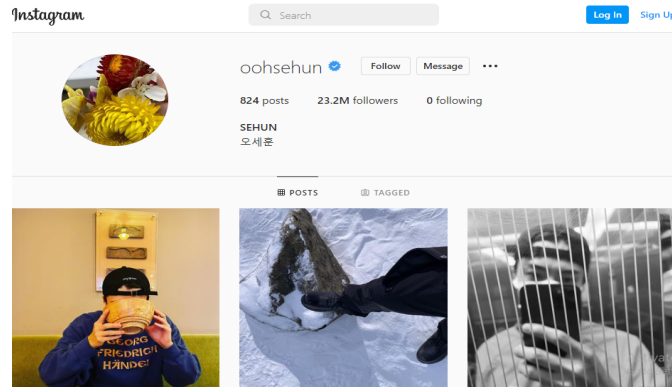 Instagram
Search
Log In
Sign Up
oohsehun
Follow
Message
824 posts 23.2M followers 0 following
SEHUN
오세훈
POSTS
TAGGED
GEORG
FRIEDRICH
HÄNDEL